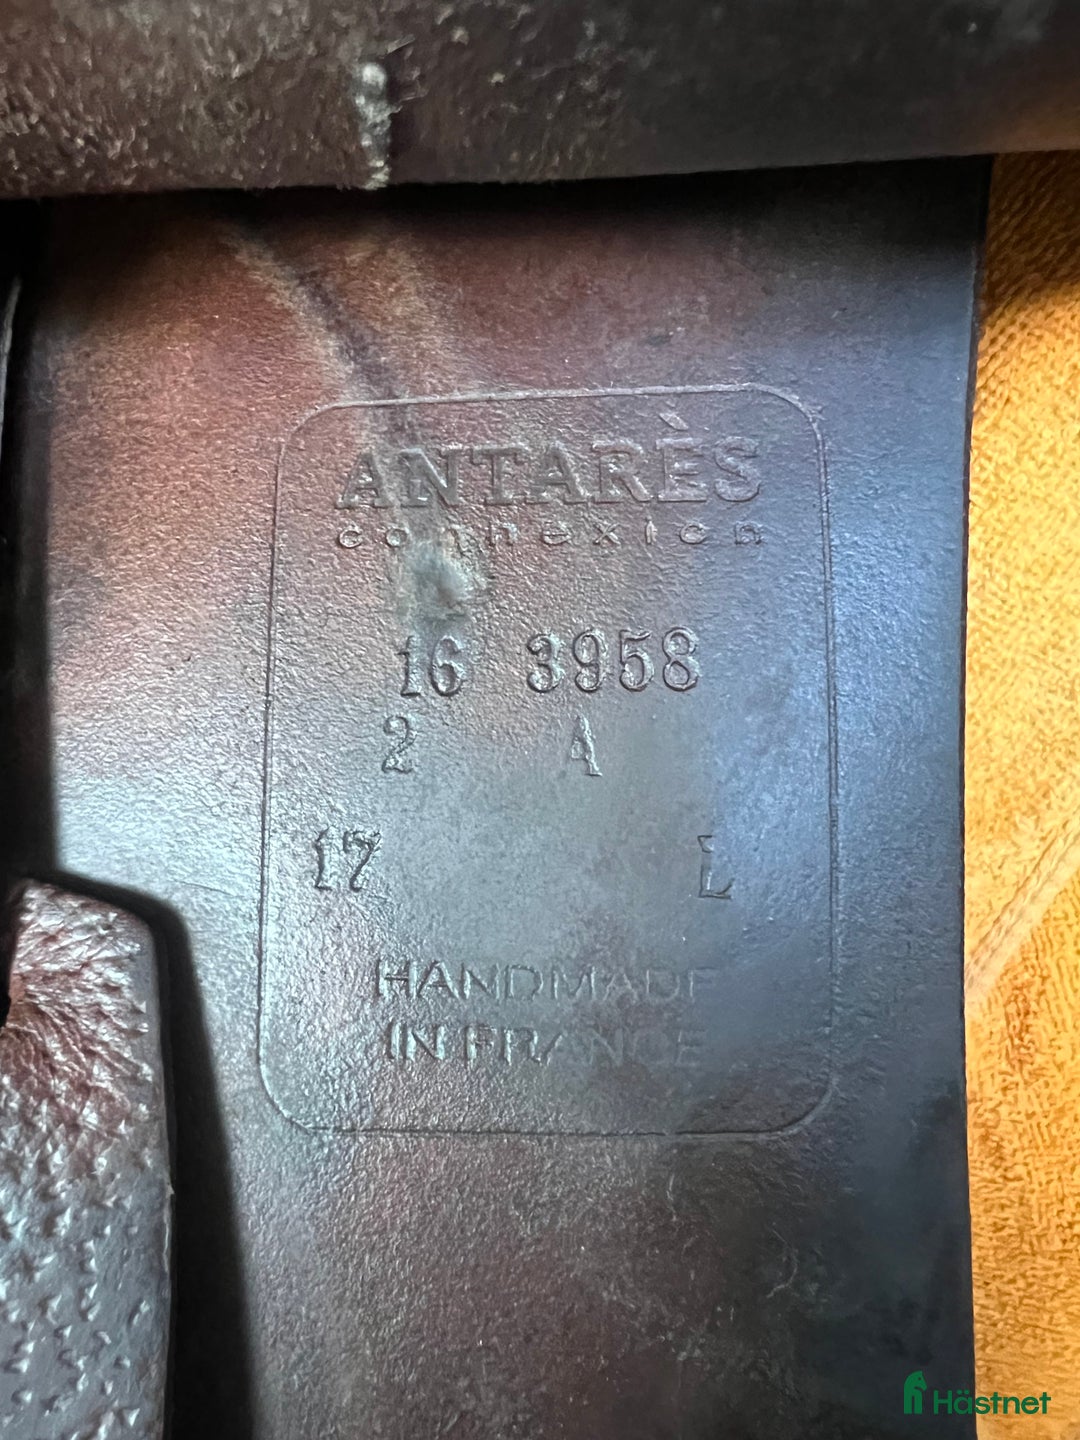 ANTARÈS
connexion
16 3958
2 A
17 L
HANDMADE
IN FRANCE
Hästnet